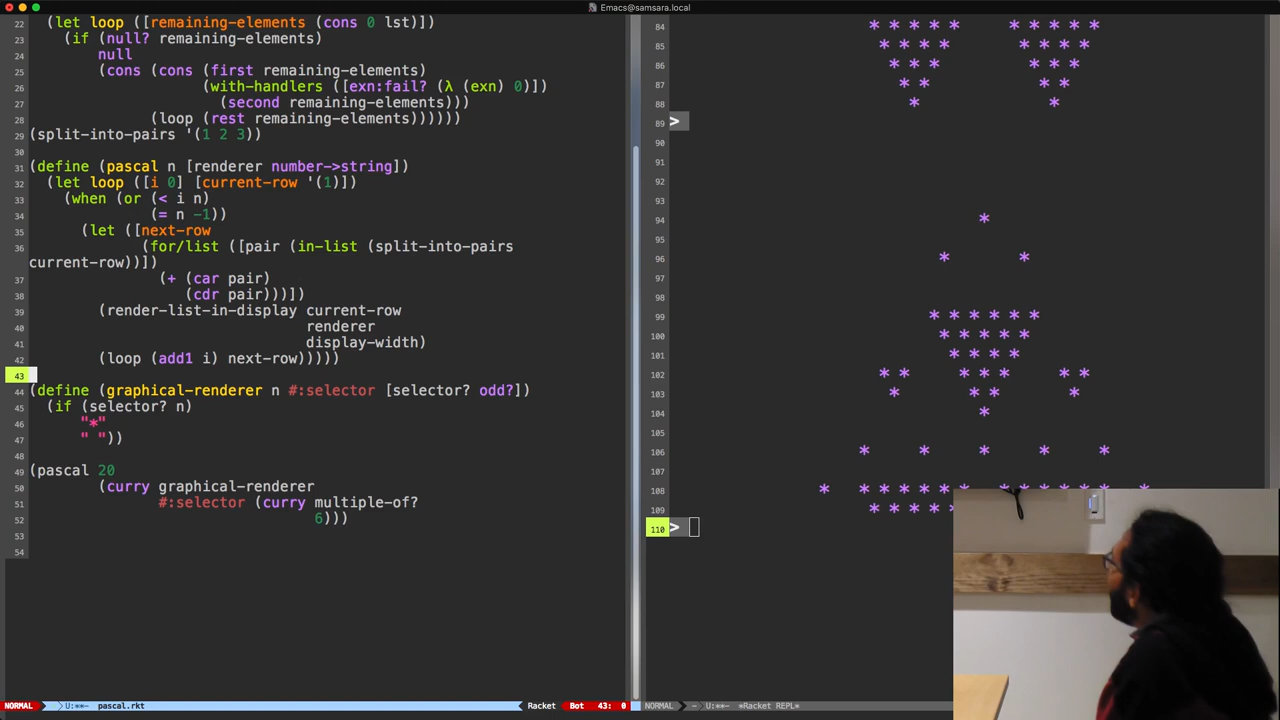 Emacs@samsara.local
22 (let loop ([remaining-elements (cons 0 lst)])
23 (if (null? remaining-elements)
24 null
25 (cons (cons (first remaining-elements)
26 (with-handlers ([exn:fail? (λ (exn) 0)])
27 (second remaining-elements)))
28 (loop (rest remaining-elements))))))
29 (split-into-pairs '(1 2 3))
30
31 (define (pascal n [renderer number->string])
32 (let loop ([i 0] [current-row '(1)])
33 (when (or (< i n)
34 (= n -1))
35 (let ([next-row
36 (for/list ([pair (in-list (split-into-pairs
current-row))])
37 (+ (car pair)
38 (cdr pair)))])
39 (render-list-in-display current-row
40 renderer
41 display-width)
42 (loop (add1 i) next-row)))))
43
44 (define (graphical-renderer n #:selector [selector? odd?])
45 (if (selector? n)
46 "*"
47 " "))
48
49 (pascal 20
50 (curry graphical-renderer
51 #:selector (curry multiple-of?
52 6)))
53
54
NORMAL U:**- pascal.rkt Racket Bot 43: 0
84 * * * * * * * * * *
85 * * * * * * * *
86 * * * * * *
87 * * * *
88 * *
89 >
90
91
92
93
94 *
95
96 * *
97
98
99 * * * * * *
100 * * * * *
101 * * * *
102 * * * * * * *
103 * * * *
104 *
105
106 * * * * *
107
108 * * * * * * * * * * * * *
109 * * * * *
110 >
NORMAL - U:**- *Racket REPL*